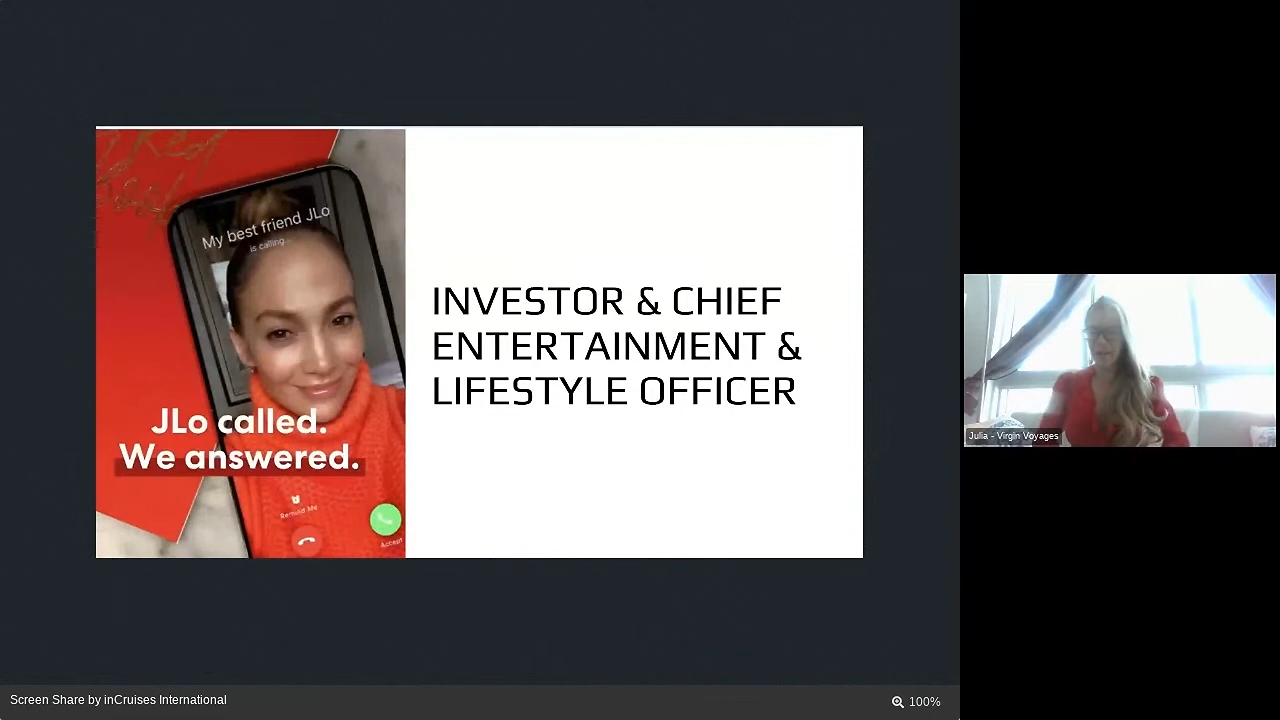 My best friend JLo
is calling...
JLo called.
We answered.
Remind Me
Accept
INVESTOR & CHIEF
ENTERTAINMENT &
LIFESTYLE OFFICER
Julia - Virgin Voyages
Screen Share by inCruises International
100%